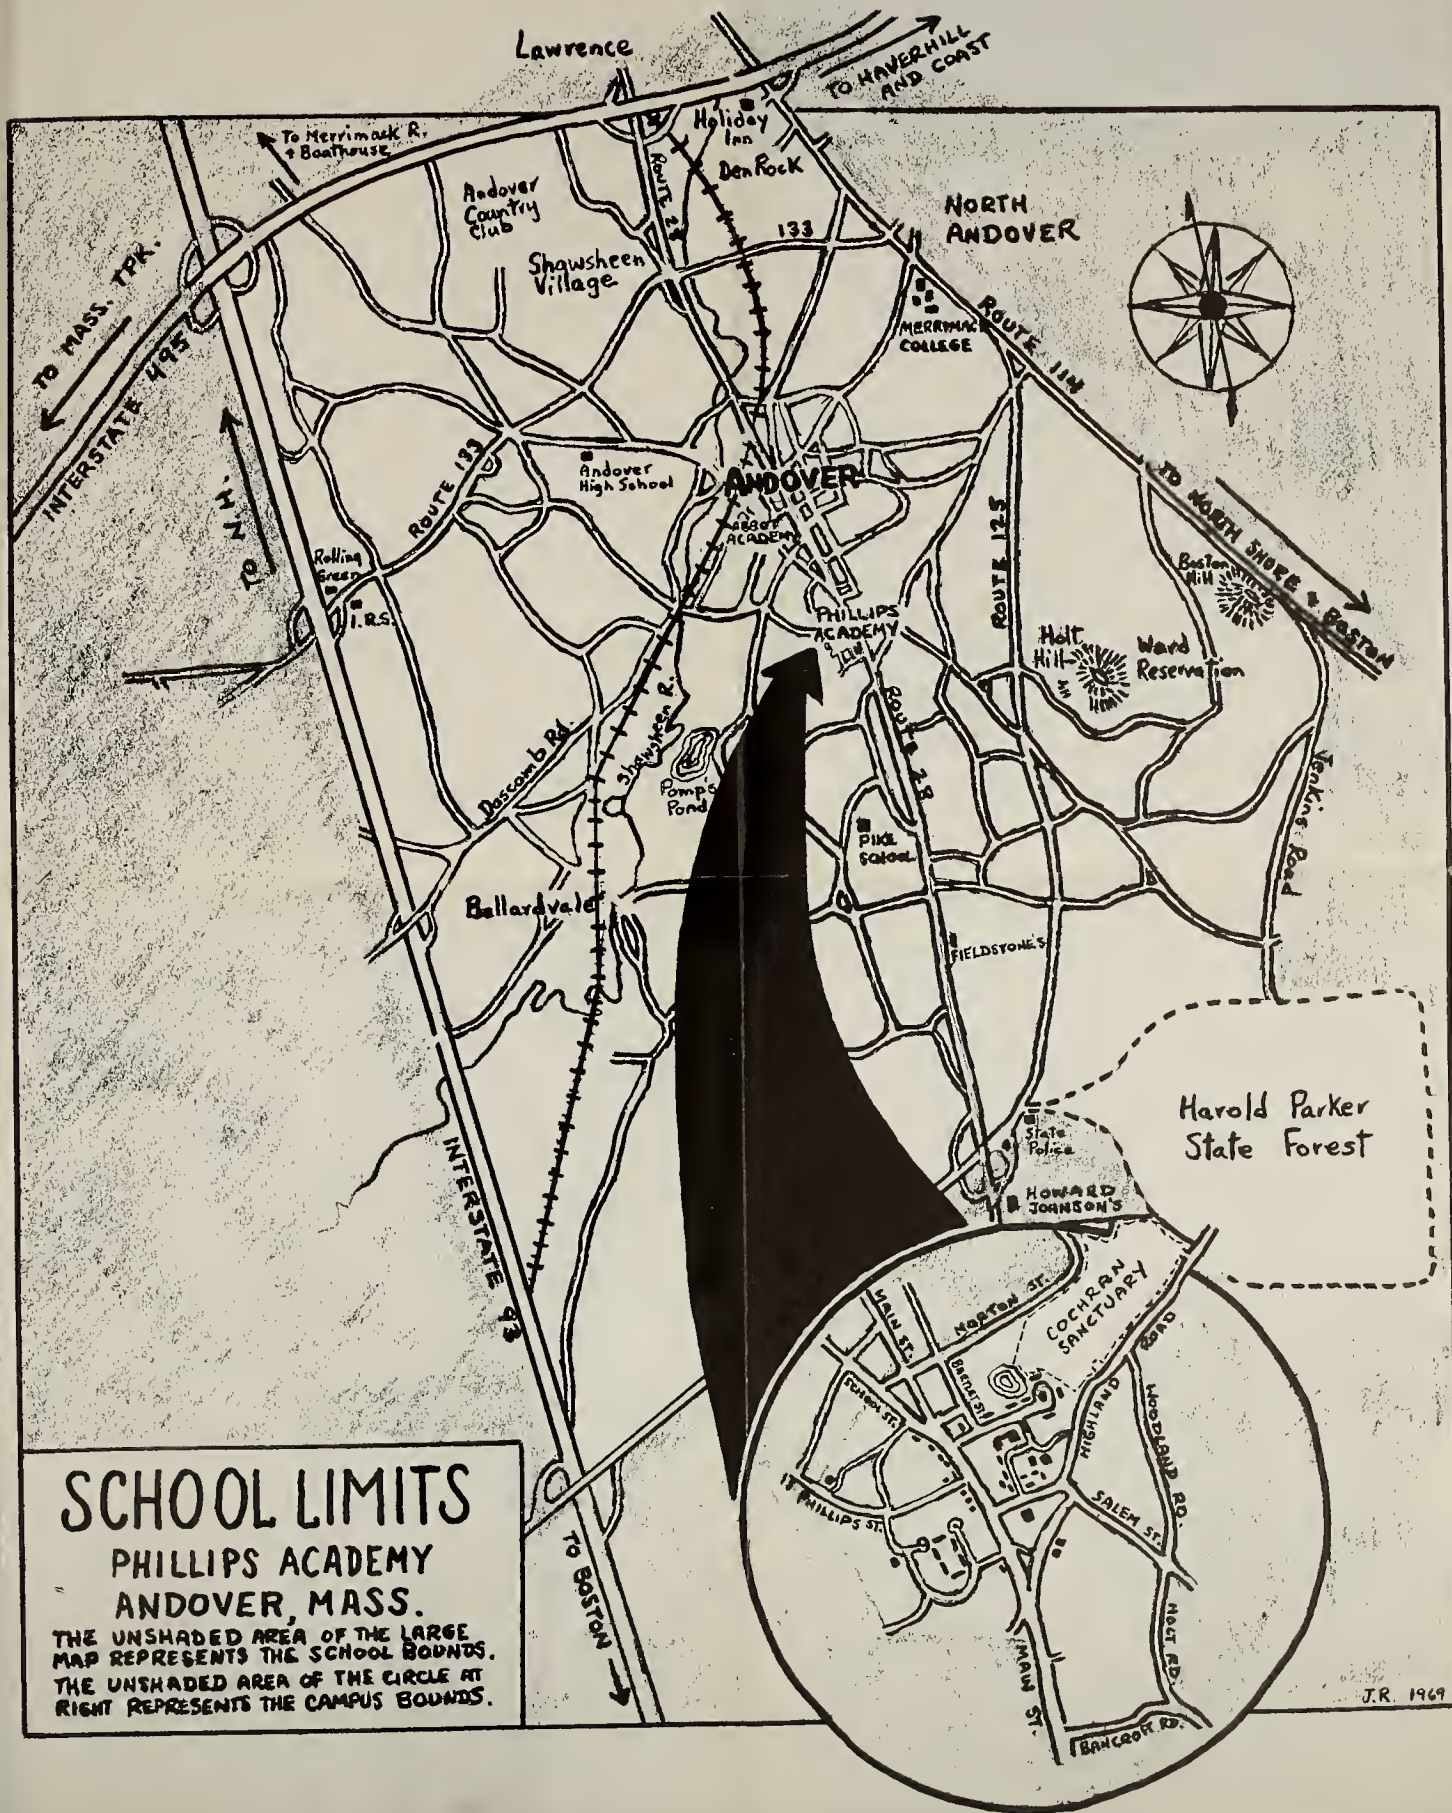 Lawrence
TO HAVERHILL
AND COAST
To Merrimack R.
+ Boathouse
Holiday
Inn
Den Rock
Andover
Country
Club
ROUTE 28
133
NORTH
ANDOVER
Shawsheen
Village
TO MASS. TPK.
INTERSTATE 495
MERRIMACK
COLLEGE
ROUTE 114
TO N.H.
ROUTE 133
Andover
High School
ANDOVER
ABBOT
ACADEMY
ROUTE 125
TO NORTH SHORE & BOSTON
Boston
Hill
Rolling
Green
I.R.S.
PHILLIPS
ACADEMY
Holt
Hill
Ward
Reservation
ROUTE 28
Shawsheen R.
Dascomb Rd.
Pomp's
Pond
Jenkins Road
PIKE
SCHOOL
Ballardvale
FIELDSTONE'S
Harold Parker
State Forest
State
Police
HOWARD
JOHNSON'S
INTERSTATE 93
TO BOSTON
MAIN ST.
MORTON ST.
COCHRAN
SANCTUARY
BARTLET ST.
SCHOOL ST.
HIGHLAND ROAD
WOODLAND RD.
PHILLIPS ST.
SALEM ST.
HOLT RD.
MAIN ST.
BANCROFT RD.
SCHOOL LIMITS
PHILLIPS ACADEMY
ANDOVER, MASS.
THE UNSHADED AREA OF THE LARGE
MAP REPRESENTS THE SCHOOL BOUNDS.
THE UNSHADED AREA OF THE CIRCLE AT
RIGHT REPRESENTS THE CAMPUS BOUNDS.
J.R. 1969